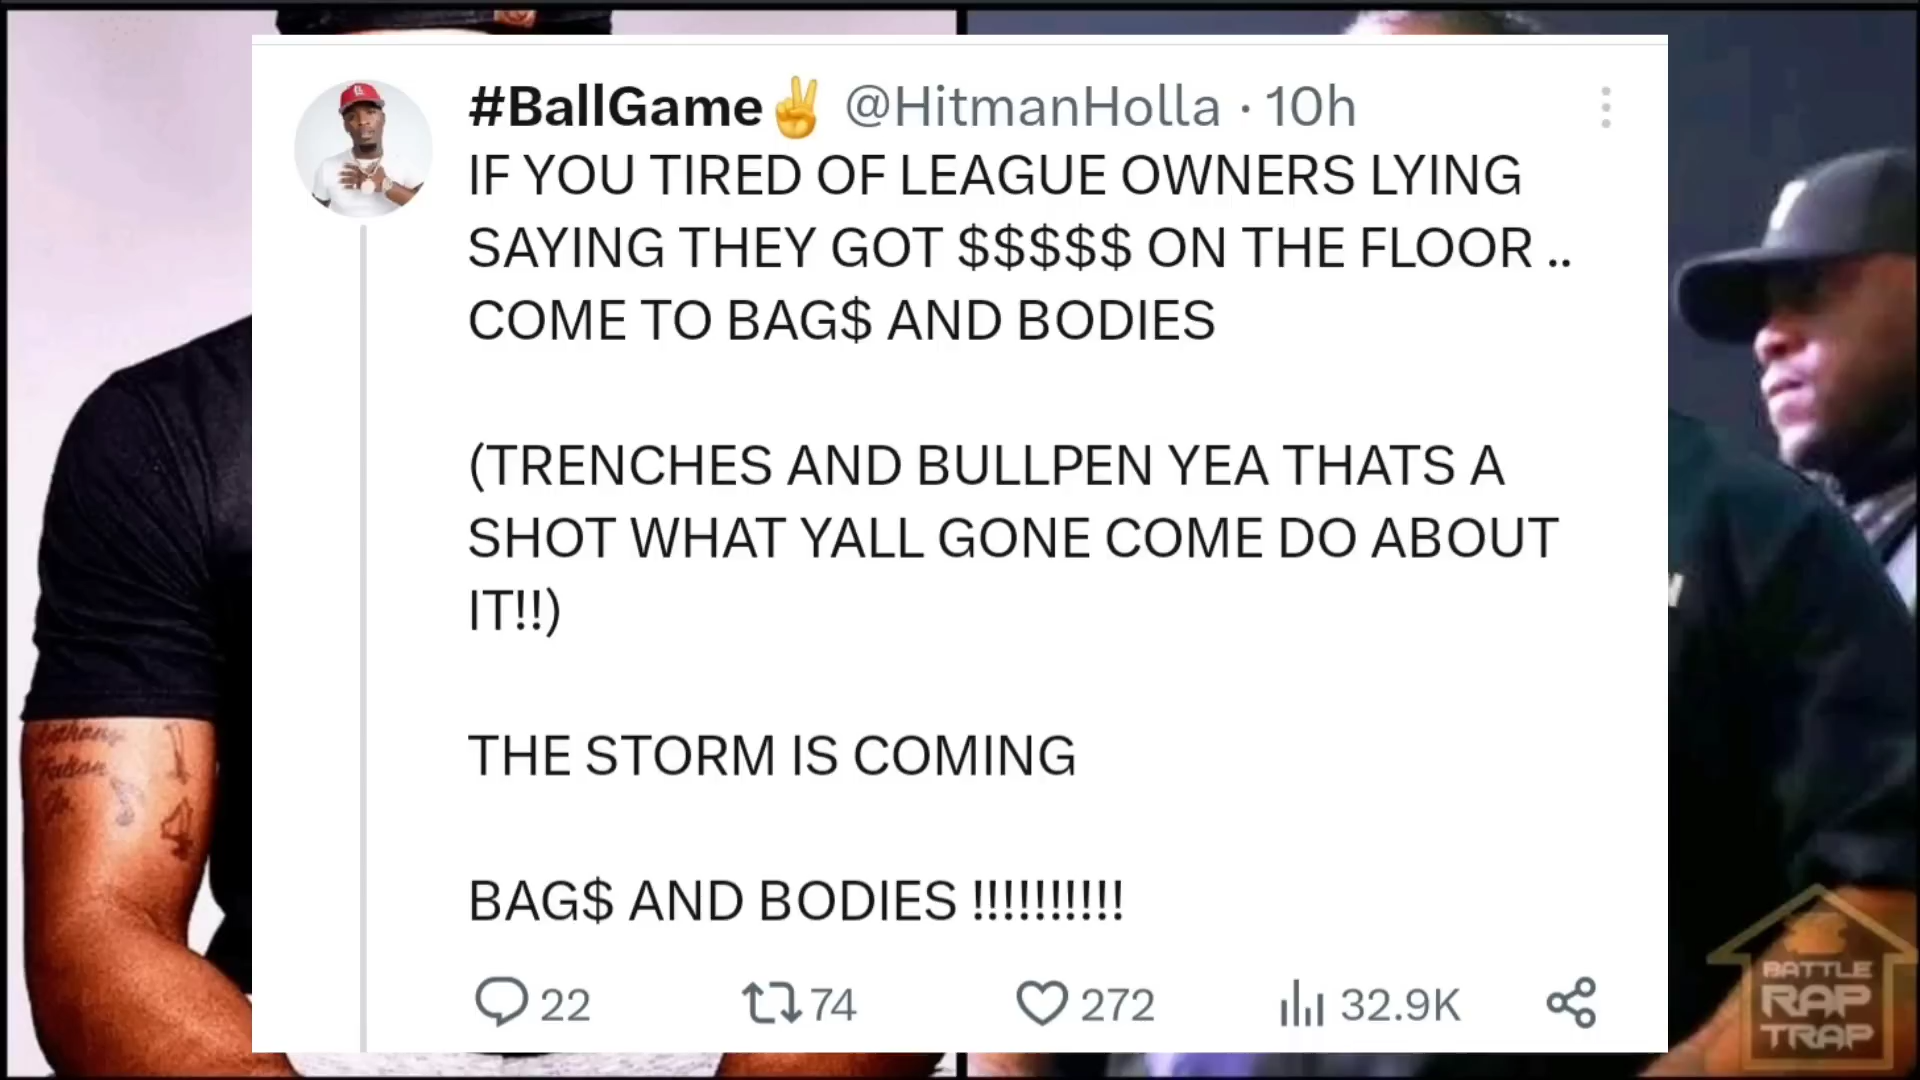 #BallGame✌️ @HitmanHolla · 10h
IF YOU TIRED OF LEAGUE OWNERS LYING
SAYING THEY GOT $$$$$ ON THE FLOOR ..
COME TO BAG$ AND BODIES
(TRENCHES AND BULLPEN YEA THATS A
SHOT WHAT YALL GONE COME DO ABOUT
IT!!)
THE STORM IS COMING
BAG$ AND BODIES !!!!!!!!!!
22 74 272 32.9K
BATTLE
RAP
TRAP